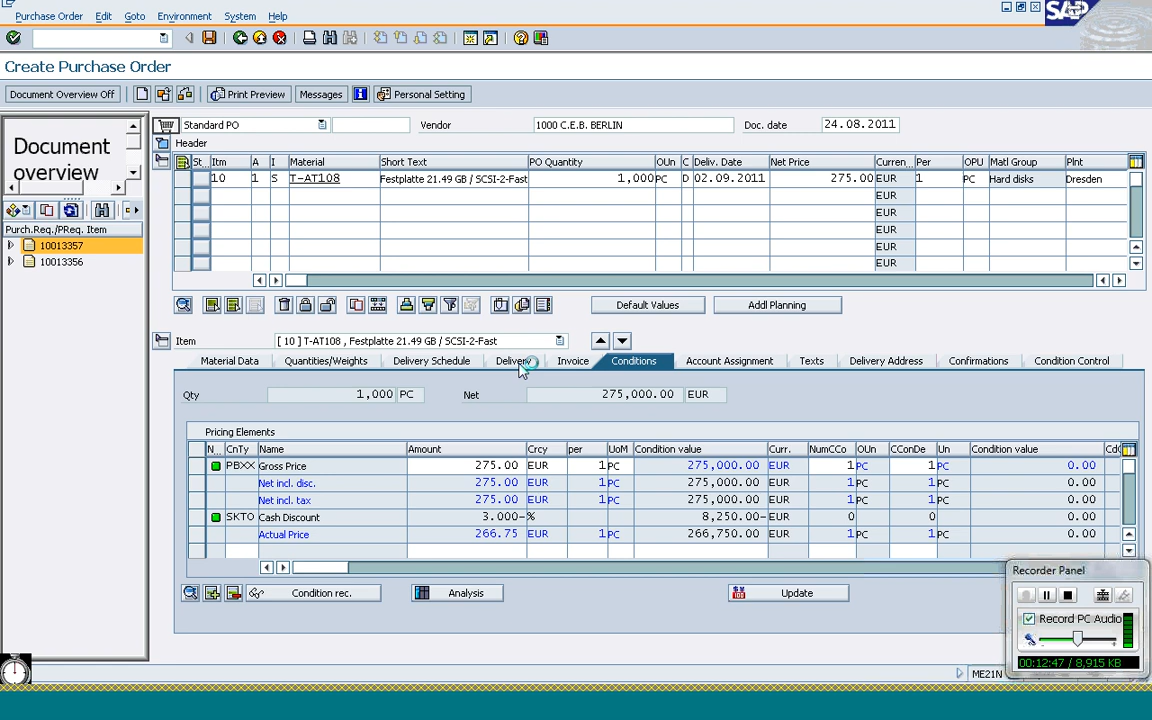 Purchase Order Edit Goto Environment System Help
SAP
Create Purchase Order
Document Overview Off Print Preview Messages Personal Setting
Standard PO Vendor 1000 C.E.B. BERLIN Doc. date 24.08.2011
Header
Document overview
St... Itm A I Material Short Text PO Quantity OUn C Deliv. Date Net Price Curren... Per OPU Matl Group Plnt
10 1 S T-AT108 Festplatte 21.49 GB / SCSI-2-Fast 1,000 PC D 02.09.2011 275.00 EUR 1 PC Hard disks Dresden
EUR
EUR
EUR
EUR
EUR
Purch.Req./PReq. Item
10013357
10013356
Default Values Addl Planning
Item [ 10 ] T-AT108 , Festplatte 21.49 GB / SCSI-2-Fast
Material Data Quantities/Weights Delivery Schedule Delivery Invoice Conditions Account Assignment Texts Delivery Address Confirmations Condition Control
Qty 1,000 PC Net 275,000.00 EUR
Pricing Elements
N... CnTy Name Amount Crcy per UoM Condition value Curr. NumCCo OUn CConDe Un Condition value
PBXX Gross Price 275.00 EUR 1 PC 275,000.00 EUR 1 PC 1 PC 0.00
Net incl. disc. 275.00 EUR 1 PC 275,000.00 EUR 1 PC 1 PC 0.00
Net incl. tax 275.00 EUR 1 PC 275,000.00 EUR 1 PC 1 PC 0.00
SKTO Cash Discount 3.000- % 8,250.00- EUR 0 0 0.00
Actual Price 266.75 EUR 1 PC 266,750.00 EUR 1 PC 1 PC 0.00
Condition rec. Analysis Update
Recorder Panel
Record PC Audio
00:12:47 / 8,915 KB
ME21N